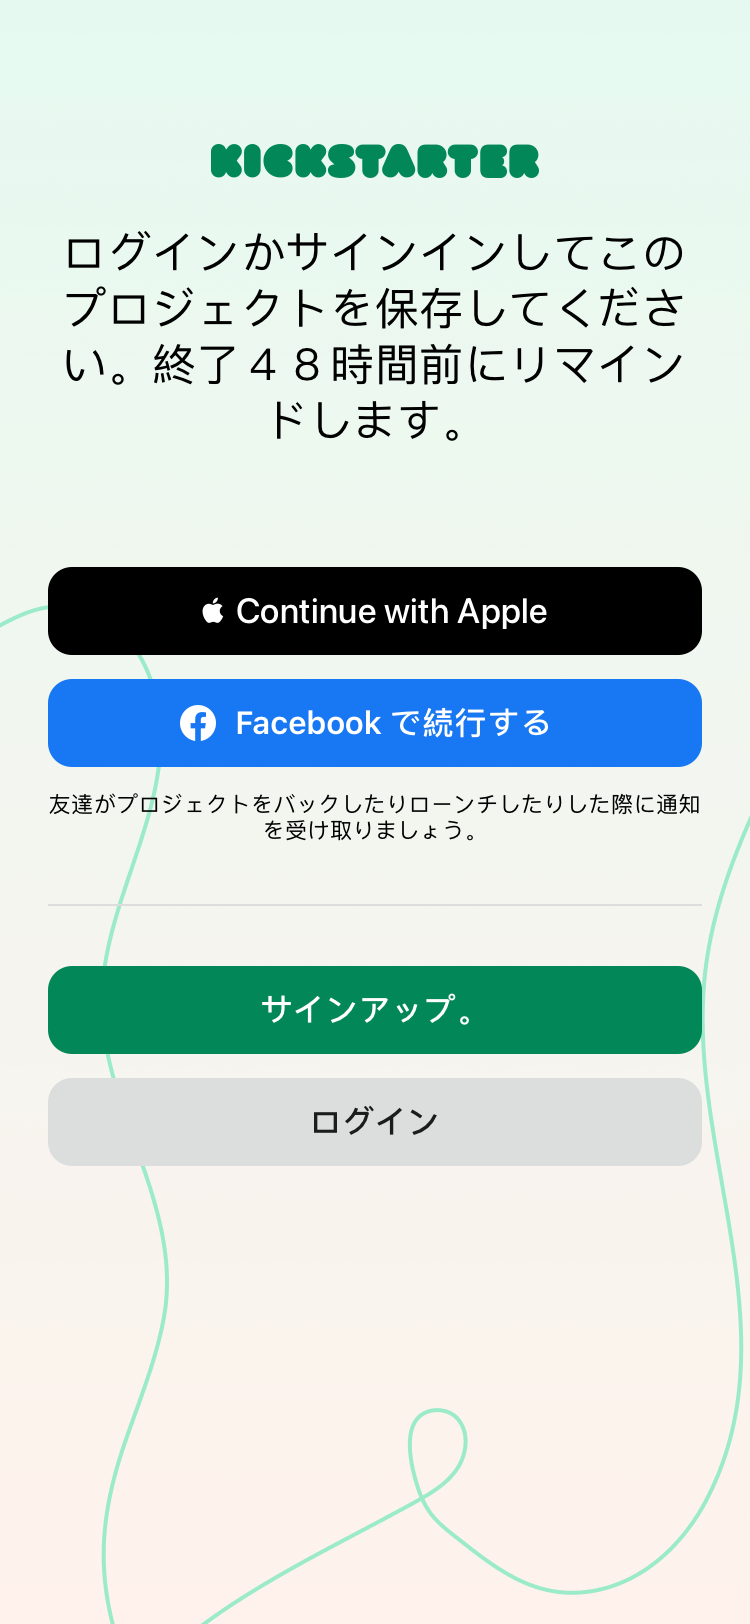 KICKSTARTER
ログインかサインインしてこの
プロジェクトを保存してくださ
い。終了４８時間前にリマイン
ドします。
Continue with Apple
Facebook で続行する
友達がプロジェクトをバックしたりローンチしたりした際に通知
を受け取りましょう。
サインアップ。
ログイン